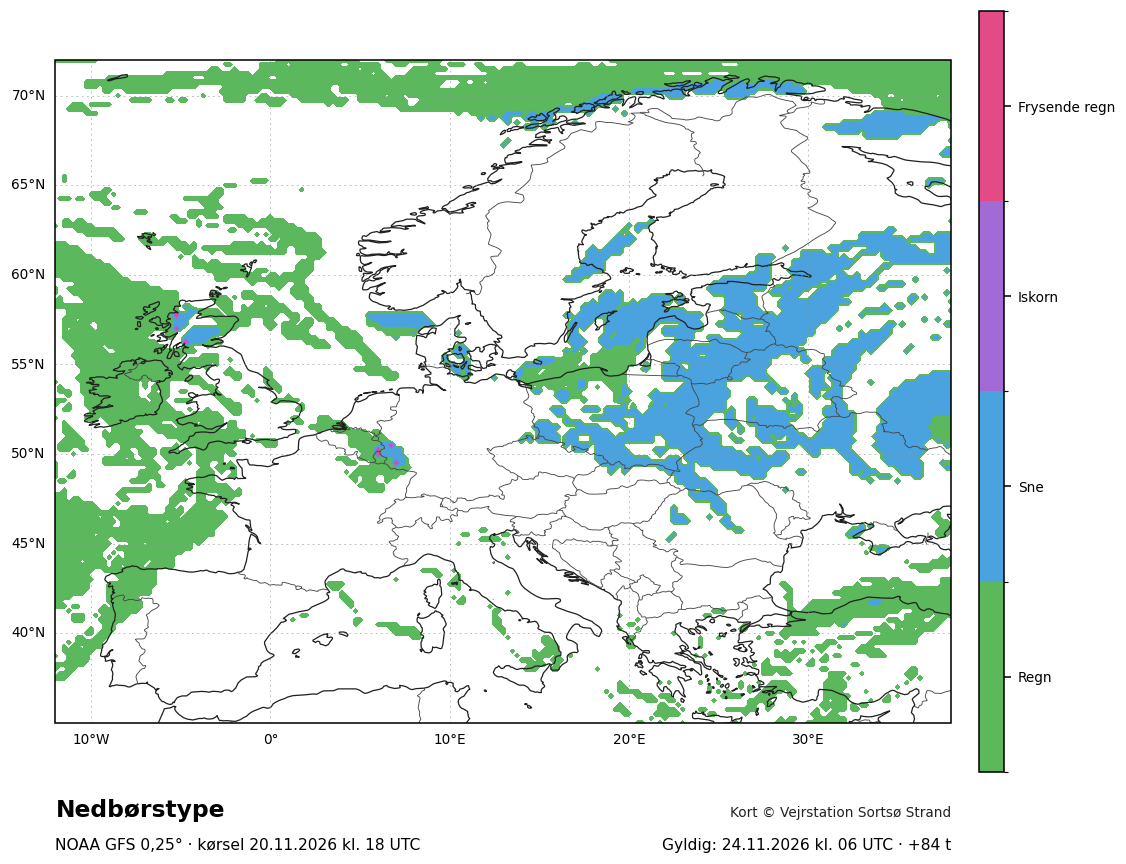 70°N
65°N
60°N
55°N
50°N
45°N
40°N
10°W
0°
10°E
20°E
30°E
Frysende regn
Iskorn
Sne
Regn
Nedbørstype
Kort © Vejrstation Sortsø Strand
NOAA GFS 0,25° · kørsel 20.11.2026 kl. 18 UTC
Gyldig: 24.11.2026 kl. 06 UTC · +84 t